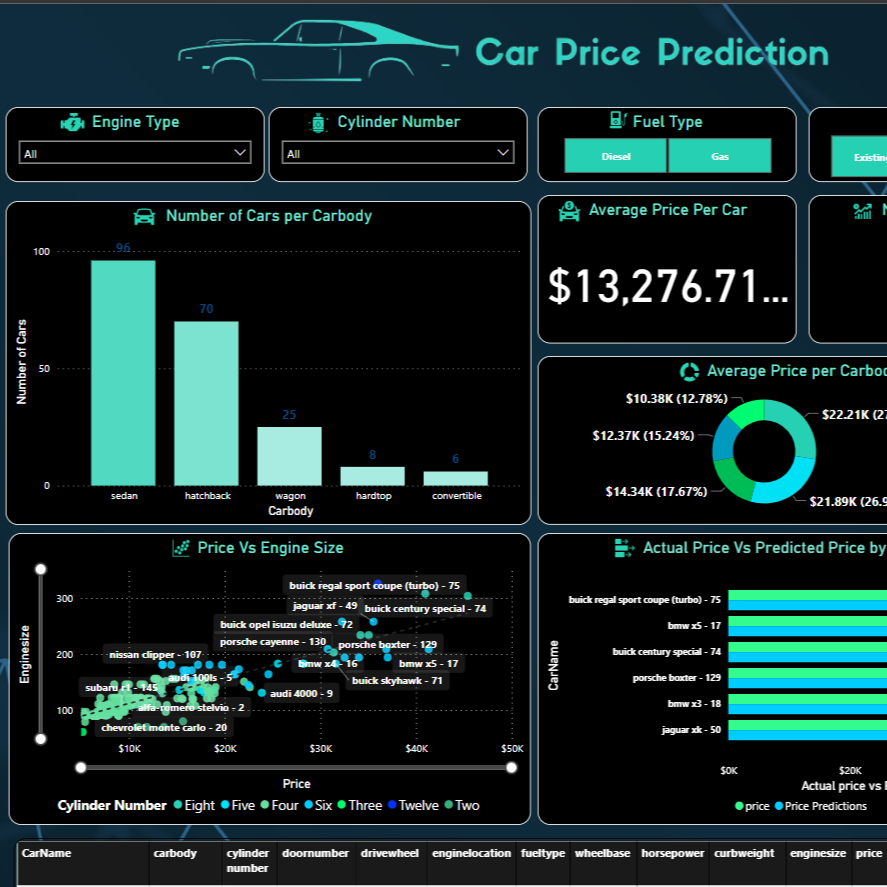 Car Price Prediction
Engine Type
All
Cylinder Number
All
Fuel Type
Diesel
Gas
Existin
Number of Cars per Carbody
Number of Cars
100
50
0
96
70
25
8
6
sedan
hatchback
wagon
hardtop
convertible
Carbody
Average Price Per Car
$13,276.71...
N
Average Price per Carbo
$10.38K (12.78%)
$22.21K (27
$12.37K (15.24%)
$14.34K (17.67%)
$21.89K (26.9
Price Vs Engine Size
Enginesize
300
200
100
buick regal sport coupe (turbo) - 75
jaguar xf - 49
buick century special - 74
buick opel isuzu deluxe - 72
porsche cayenne - 130
porsche boxter - 129
nissan clipper - 107
bmw x4 - 16
bmw x5 - 17
audi 100ls - 5
buick skyhawk - 71
subaru r1 - 145
audi 4000 - 9
alfa-romero stelvio - 2
chevrolet monte carlo - 20
$10K
$20K
$30K
$40K
$50K
Price
Cylinder Number Eight Five Four Six Three Twelve Two
Actual Price Vs Predicted Price by
CarName
buick regal sport coupe (turbo) - 75
bmw x5 - 17
buick century special - 74
porsche boxter - 129
bmw x3 - 18
jaguar xk - 50
$0K
$20K
Actual price vs
price Price Predictions
CarName carbody cylinder number doornumber drivewheel enginelocation fueltype wheelbase horsepower curbweight enginesize price